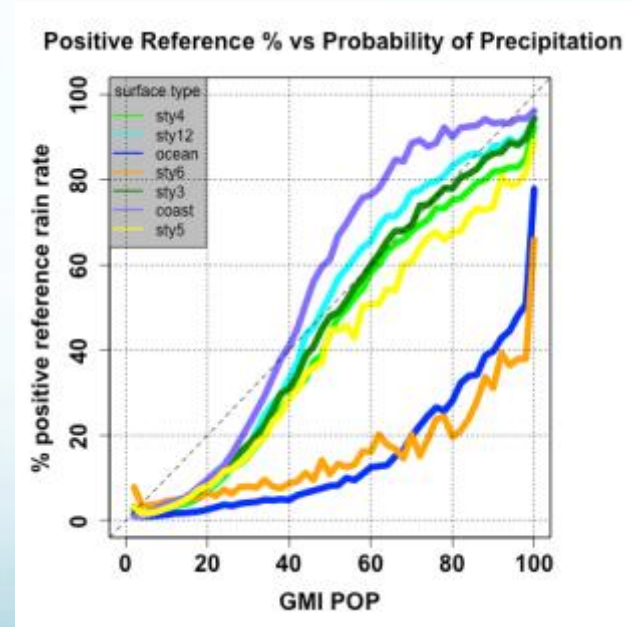 Positive Reference % vs Probability of Precipitation
surface type
sty4
sty12
ocean
sty6
sty3
coast
sty5
% positive reference rain rate
100
80
60
40
20
0
0 20 40 60 80 100
GMI POP